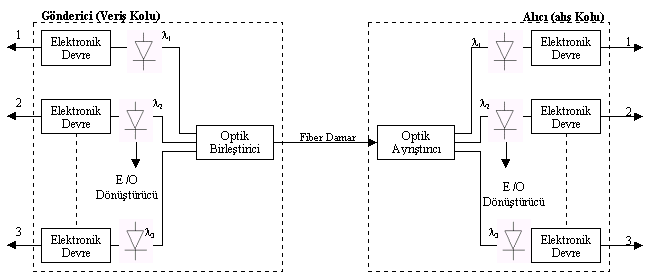 Gönderici (Veriş Kolu)
Alıcı (alış Kolu)
1
Elektronik
Devre
λ1
λ1
Elektronik
Devre
1
2
Elektronik
Devre
λ2
Optik
Birleştirici
Fiber Damar
Optik
Ayrıştırıcı
λ2
Elektronik
Devre
2
E /O
Dönüştürücü
E /O
Dönüştürücü
3
Elektronik
Devre
λ3
λ3
Elektronik
Devre
3